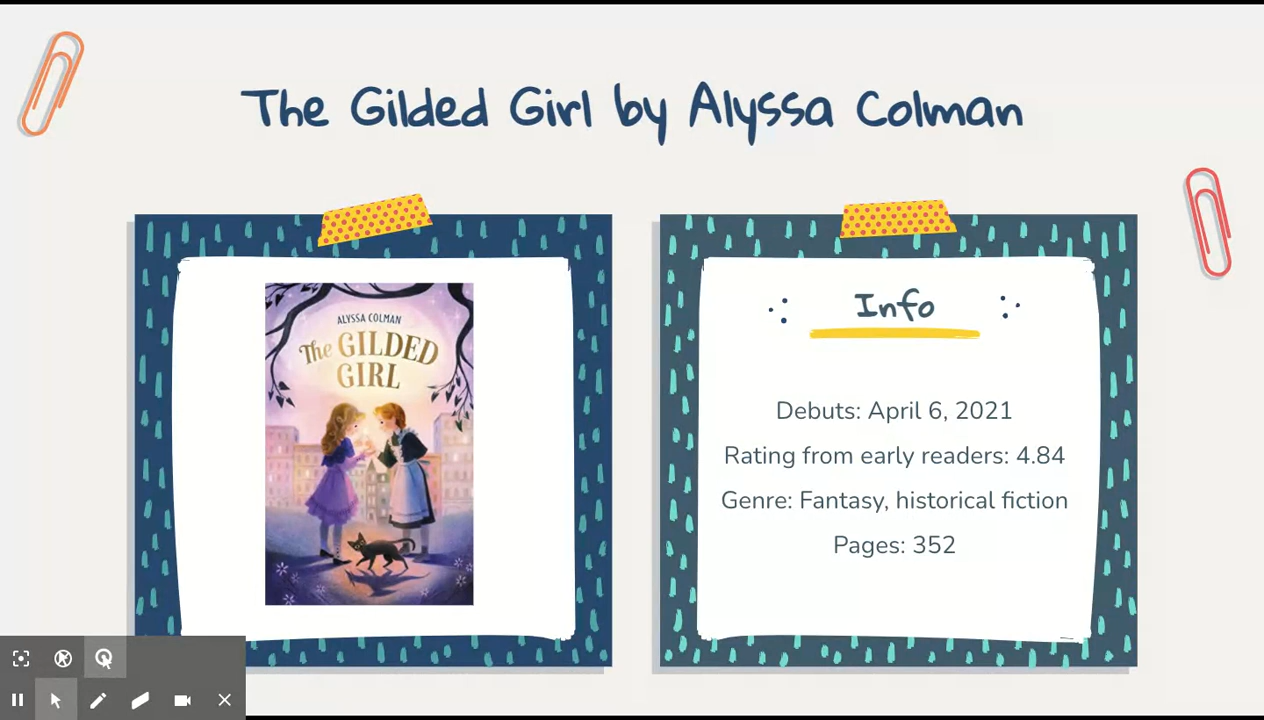 The Gilded Girl by Alyssa Colman
ALYSSA COLMAN
The GILDED
GIRL
Info
Debuts: April 6, 2021
Rating from early readers: 4.84
Genre: Fantasy, historical fiction
Pages: 352